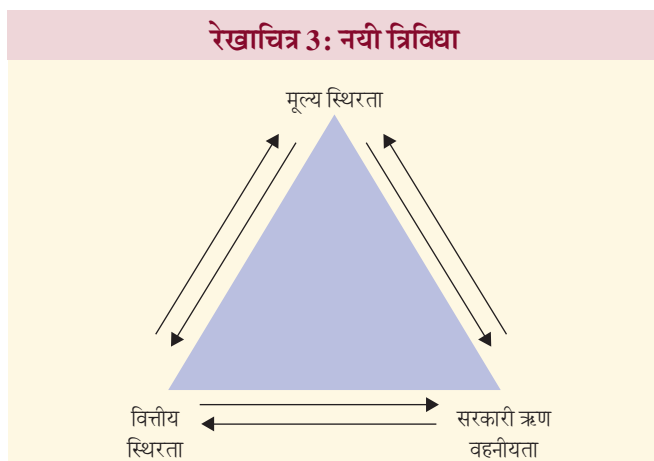 रेखाचित्र 3: नयी त्रिविधा
मूल्य स्थिरता
वित्तीय
स्थिरता
सरकारी ऋण
वहनीयता